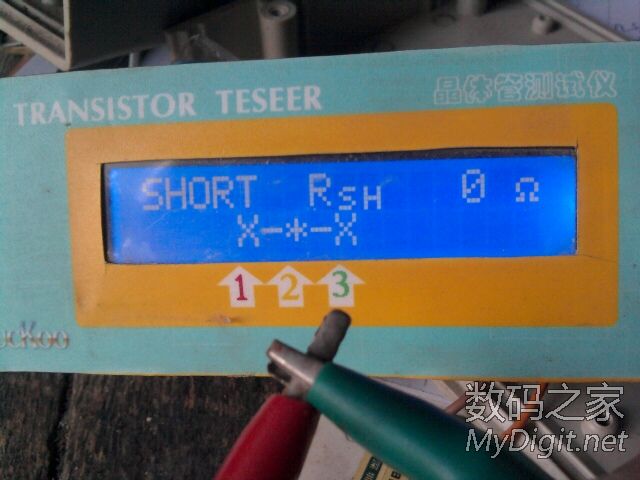 TRANSISTOR TESEER
晶体管测试仪
SHORT RSH 0 Ω
X-*-X
1 2 3
数码之家
MyDigit.net